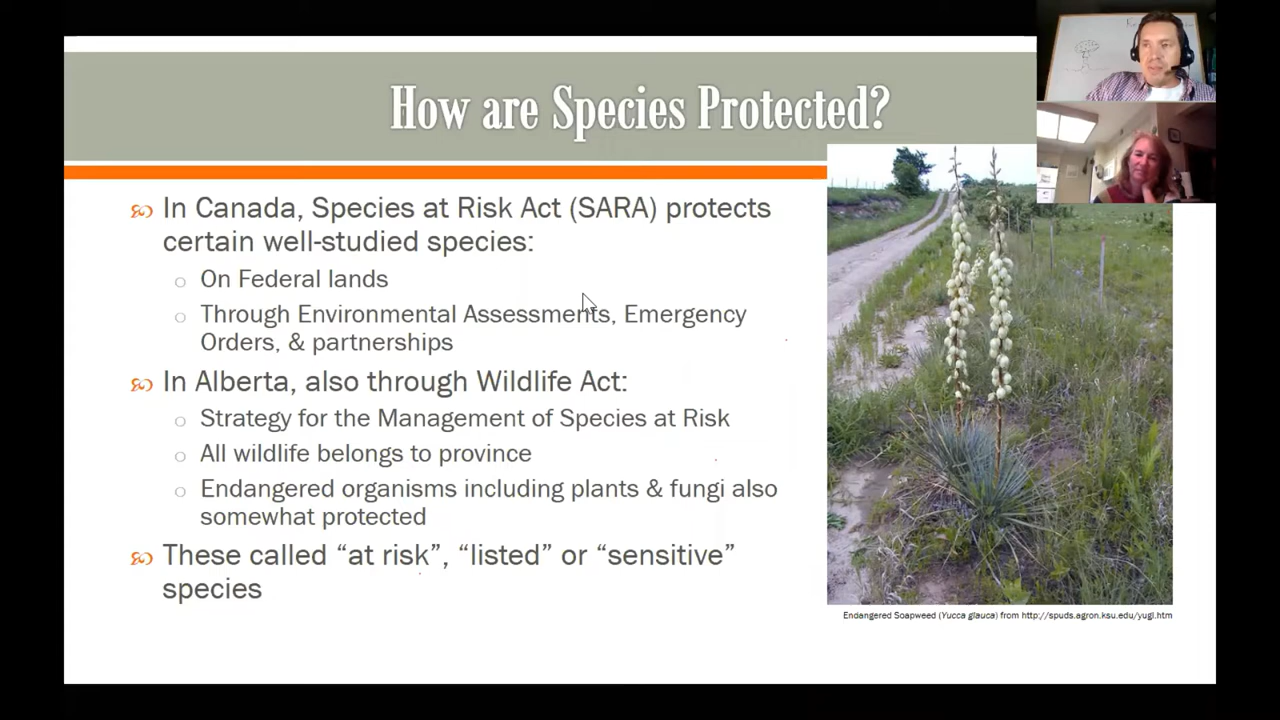 How are Species Protected?
In Canada, Species at Risk Act (SARA) protects
certain well-studied species:
On Federal lands
Through Environmental Assessments, Emergency
Orders, & partnerships
In Alberta, also through Wildlife Act:
Strategy for the Management of Species at Risk
All wildlife belongs to province
Endangered organisms including plants & fungi also
somewhat protected
These called “at risk”, “listed” or “sensitive”
species
Endangered Soapweed (Yucca glauca) from http://spuds.agron.ksu.edu/yugl.htm